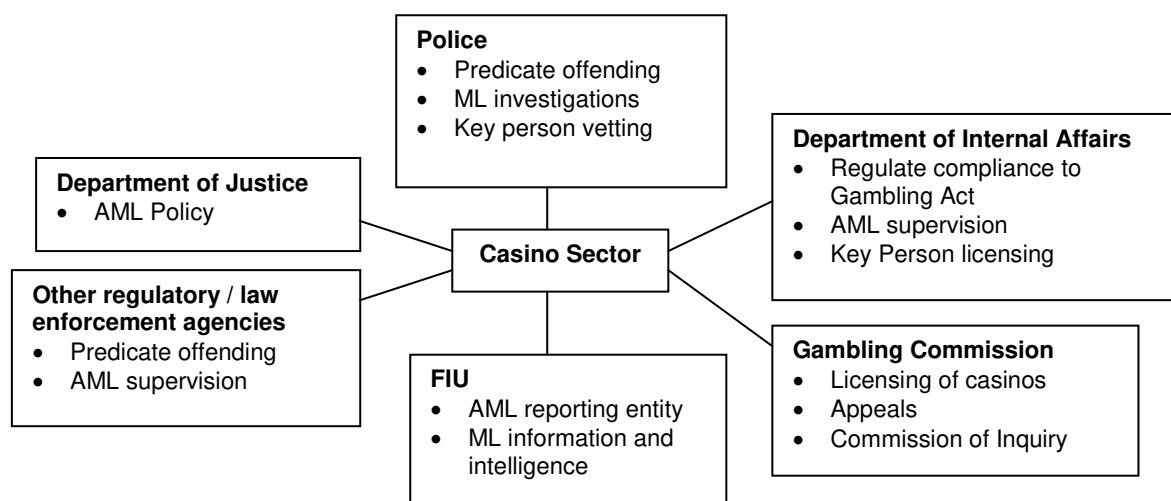 Police
• Predicate offending
• ML investigations
• Key person vetting
Department of Internal Affairs
• Regulate compliance to
Gambling Act
• AML supervision
• Key Person licensing
Department of Justice
• AML Policy
Casino Sector
Other regulatory / law
enforcement agencies
• Predicate offending
• AML supervision
FIU
• AML reporting entity
• ML information and
intelligence
Gambling Commission
• Licensing of casinos
• Appeals
• Commission of Inquiry